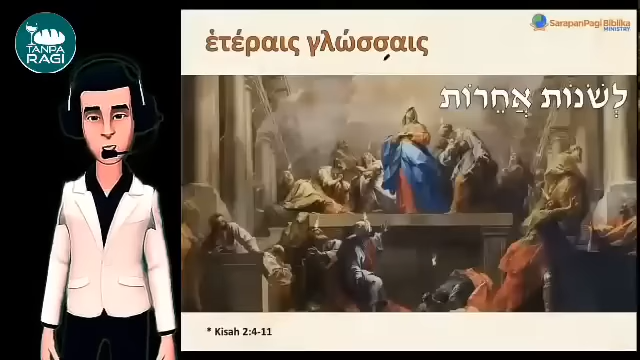 TANPA
RAGI
ἑτέραις γλώσσαις
SarapanPagi Biblika
MINISTRY
לְשֹׁנוֹת אֲחֵרוֹת
* Kisah 2:4-11